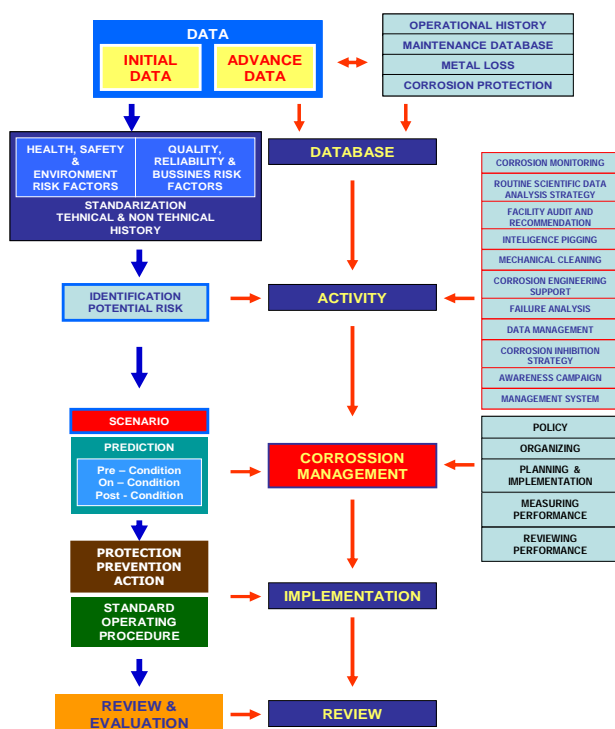 DATA
INITIAL
DATA
ADVANCE
DATA
OPERATIONAL HISTORY
MAINTENANCE DATABASE
METAL LOSS
CORROSION PROTECTION
HEALTH, SAFETY
&
ENVIRONMENT
RISK FACTORS
QUALITY,
RELIABILITY &
BUSSINES RISK
FACTORS
STANDARIZATION
TEHNICAL & NON TEHNICAL
HISTORY
DATABASE
CORROSION MONITORING
ROUTINE SCIENTIFIC DATA
ANALYSIS STRATEGY
FACILITY AUDIT AND
RECOMMENDATION
INTELIGENCE PIGGING
MECHANICAL CLEANING
CORROSION ENGINEERING
SUPPORT
FAILURE ANALYSIS
DATA MANAGEMENT
CORROSION INHIBITION
STRATEGY
AWARENESS CAMPAIGN
MANAGEMENT SYSTEM
IDENTIFICATION
POTENTIAL RISK
ACTIVITY
SCENARIO
PREDICTION
Pre – Condition
On – Condition
Post - Condition
CORROSSION
MANAGEMENT
POLICY
ORGANIZING
PLANNING &
IMPLEMENTATION
MEASURING
PERFORMANCE
REVIEWING
PERFORMANCE
PROTECTION
PREVENTION
ACTION
STANDARD
OPERATING
PROCEDURE
IMPLEMENTATION
REVIEW &
EVALUATION
REVIEW